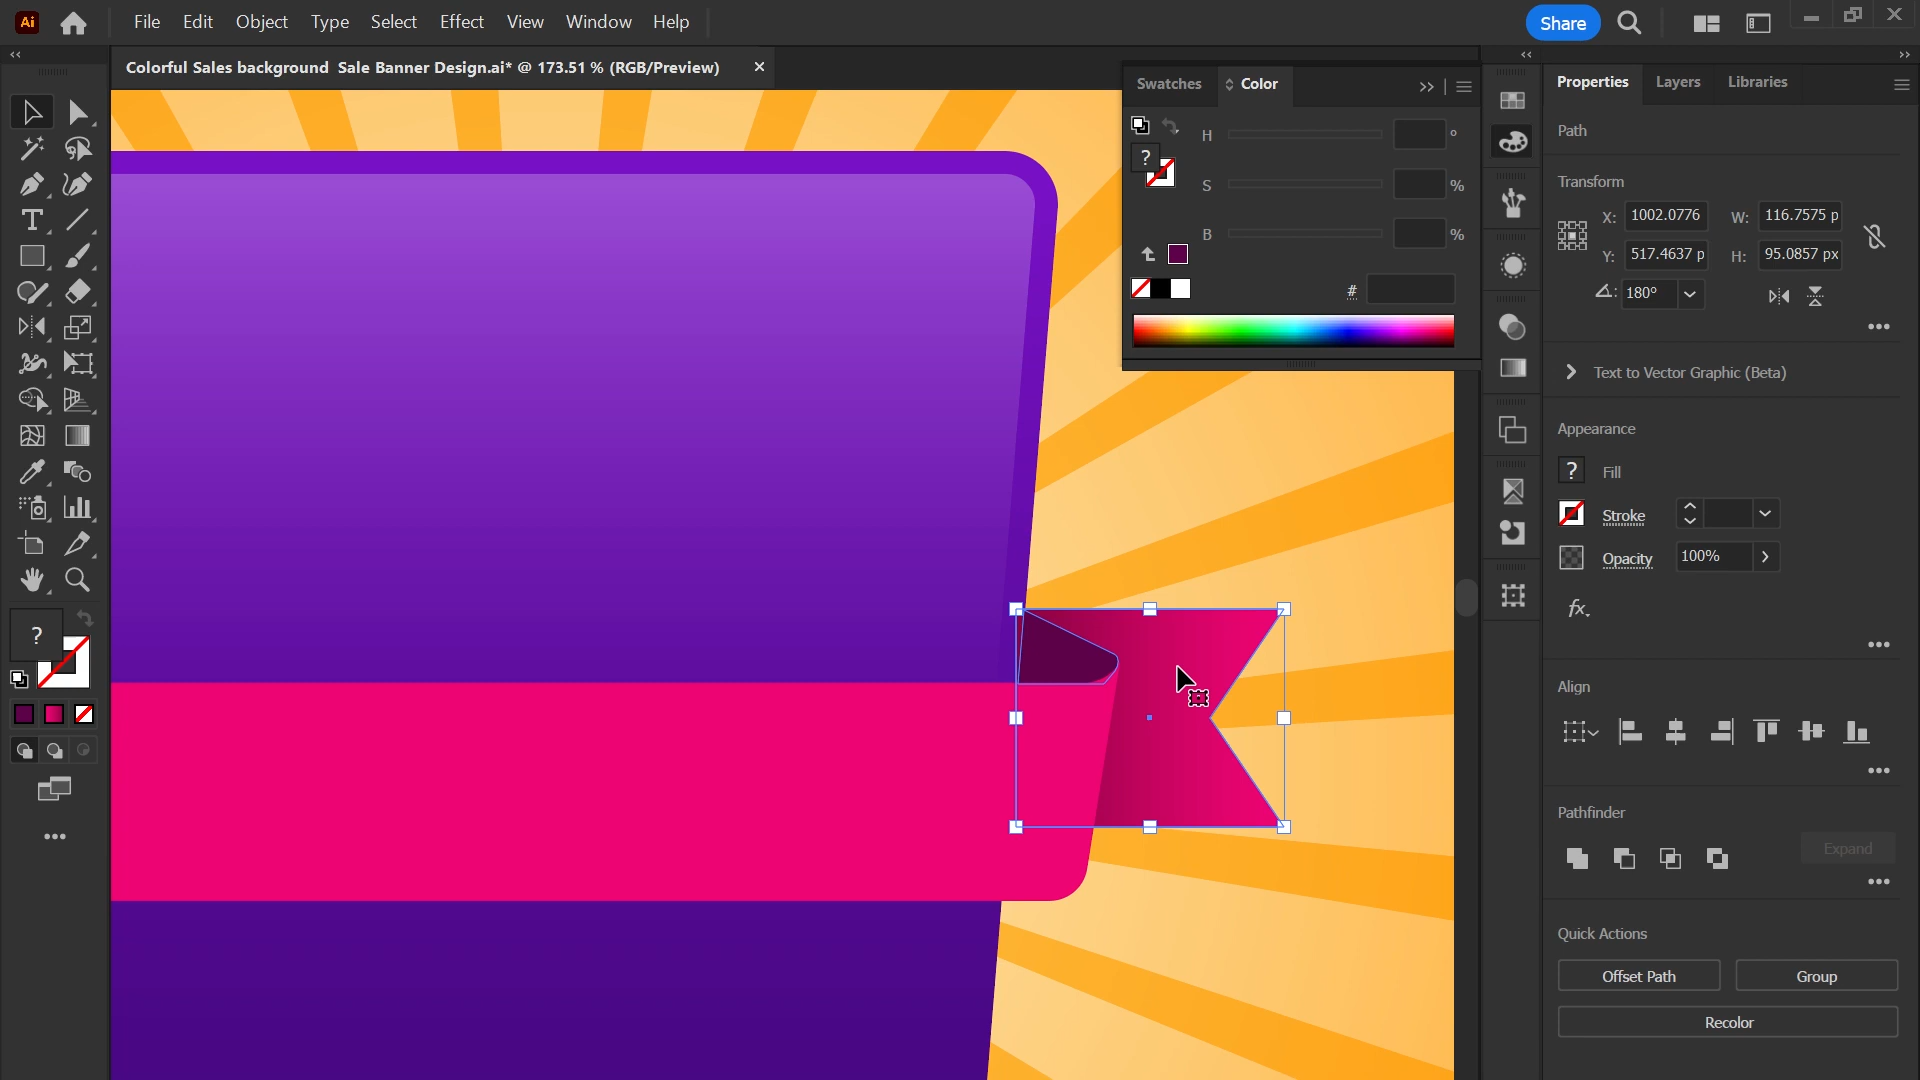 Ai File Edit Object Type Select Effect View Window Help Share
Colorful Sales background  Sale Banner Design.ai* @ 173.51 % (RGB/Preview) ×
Swatches Color
H °
? S %
B %
#
Properties Layers Libraries
Path
Transform
X: 1002.0776 W: 116.7575 p
Y: 517.4637 p H: 95.0857 px
180°
Text to Vector Graphic (Beta)
Appearance
? Fill
Stroke
Opacity 100%
fx.
Align
Pathfinder
Expand
Quick Actions
Offset Path Group
Recolor
T
?